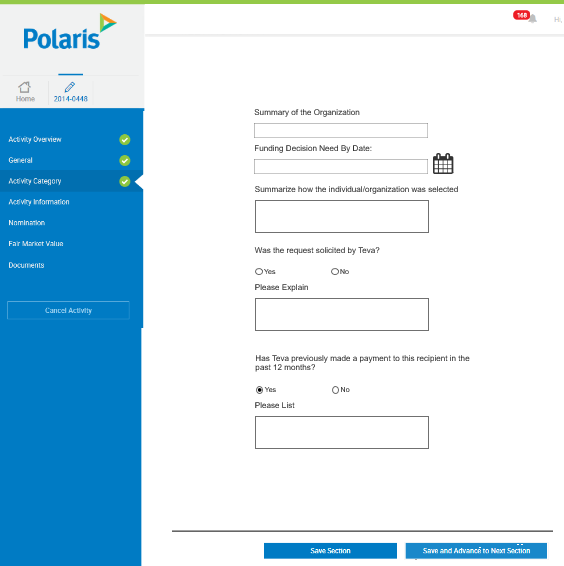 168
Hi,
Polaris
Home
2014-0448
Activity Overview
General
Activity Category
Activity Information
Nomination
Fair Market Value
Documents
Cancel Activity
Summary of the Organization
Funding Decision Need By Date:
Summarize how the individual/organization was selected
Was the request solicited by Teva?
Yes No
Please Explain
Has Teva previously made a payment to this recipient in the
past 12 months?
Yes No
Please List
Save Section
Save and Advance to Next Section